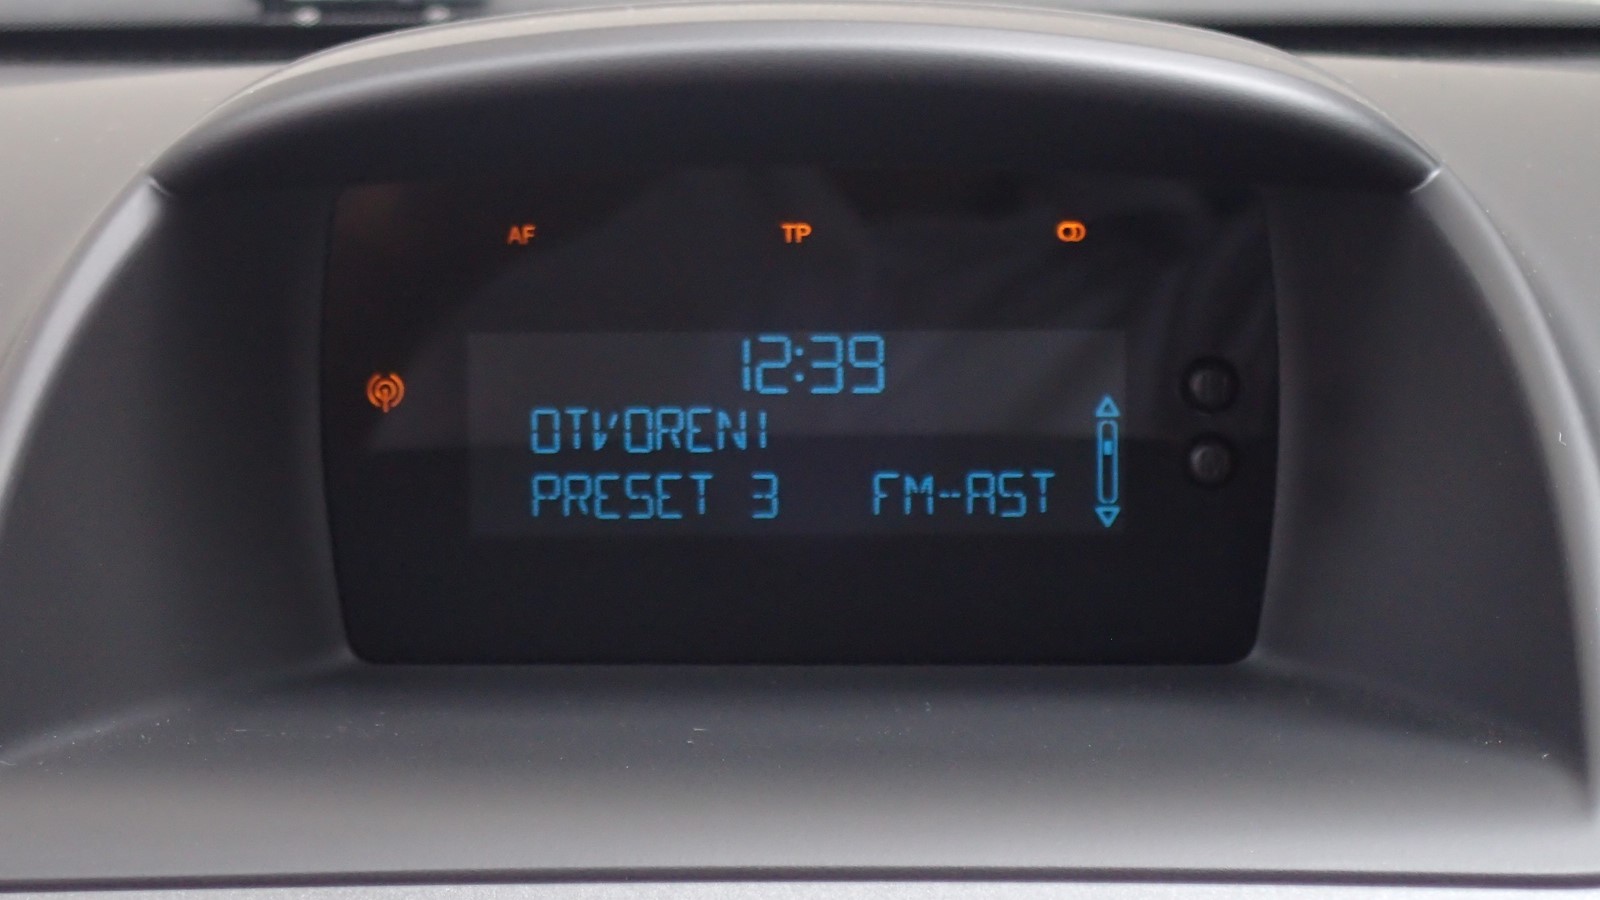 AF TP
12:39
OTVORENI
PRESET 3 FM-AST